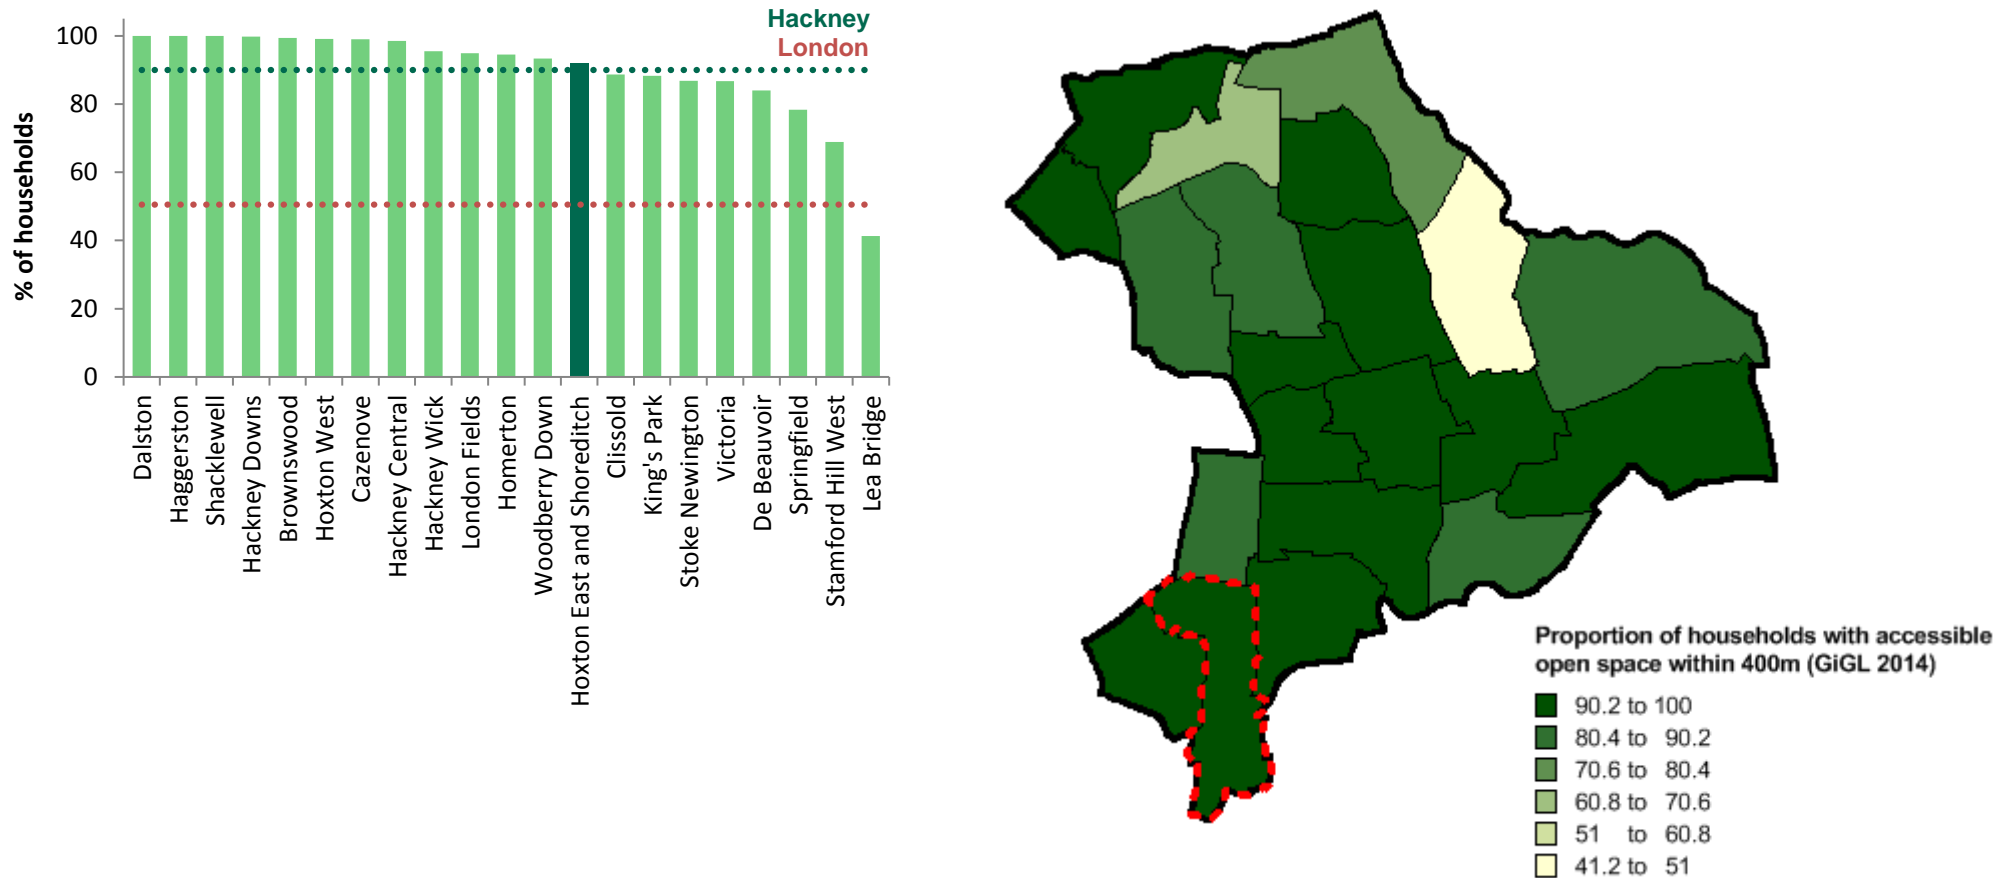 Hackney
London
% of households
100
80
60
40
20
0
Dalston
Haggerston
Shacklewell
Hackney Downs
Brownswood
Hoxton West
Cazenove
Hackney Central
Hackney Wick
London Fields
Homerton
Woodberry Down
Hoxton East and Shoreditch
Clissold
King's Park
Stoke Newington
Victoria
De Beauvoir
Springfield
Stamford Hill West
Lea Bridge
Proportion of households with accessible
open space within 400m (GiGL 2014)
90.2 to 100
80.4 to 90.2
70.6 to 80.4
60.8 to 70.6
51 to 60.8
41.2 to 51